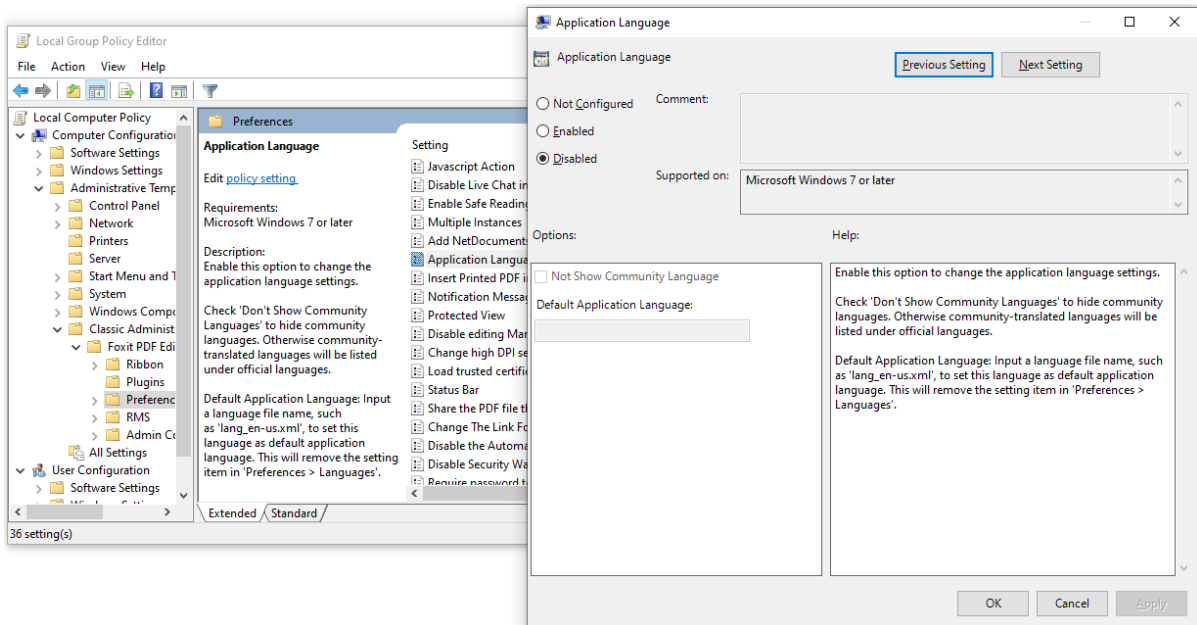 Local Group Policy Editor
File Action View Help
Local Computer Policy
Computer Configuration
Software Settings
Windows Settings
Administrative Temp
Control Panel
Network
Printers
Server
Start Menu and T
System
Windows Compo
Classic Administ
Foxit PDF Edi
Ribbon
Plugins
Preferenc
RMS
Admin Co
All Settings
User Configuration
Software Settings
Preferences
Application Language
Edit policy setting
Requirements:
Microsoft Windows 7 or later
Description:
Enable this option to change the
application language settings.
Check 'Don't Show Community
Languages' to hide community
languages. Otherwise community-
translated languages will be listed
under official languages.
Default Application Language: Input
a language file name, such
as 'lang_en-us.xml', to set this
language as default application
language. This will remove the setting
item in 'Preferences > Languages'.
Setting
Javascript Action
Disable Live Chat in
Enable Safe Reading
Multiple Instances
Add NetDocuments
Application Langua
Insert Printed PDF i
Notification Messag
Protected View
Disable editing Man
Change high DPI se
Load trusted certific
Status Bar
Share the PDF file th
Change The Link Fo
Disable the Automa
Disable Security Wa
Require password t
Extended Standard
36 setting(s)
Application Language
Application Language
Previous Setting Next Setting
Not Configured
Enabled
Disabled
Comment:
Supported on:
Microsoft Windows 7 or later
Options:
Not Show Community Language
Default Application Language:
Help:
Enable this option to change the application language settings.
Check 'Don't Show Community Languages' to hide community
languages. Otherwise community-translated languages will be
listed under official languages.
Default Application Language: Input a language file name, such
as 'lang_en-us.xml', to set this language as default application
language. This will remove the setting item in 'Preferences >
Languages'.
OK Cancel Apply